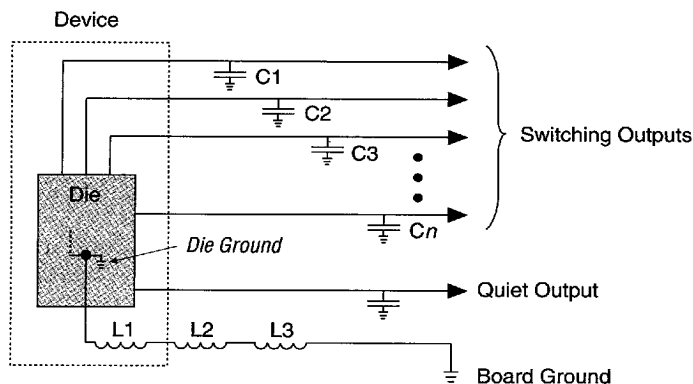 Device
C1
C2
C3
Switching Outputs
Die
Cn
Die Ground
Quiet Output
L1 L2 L3
Board Ground